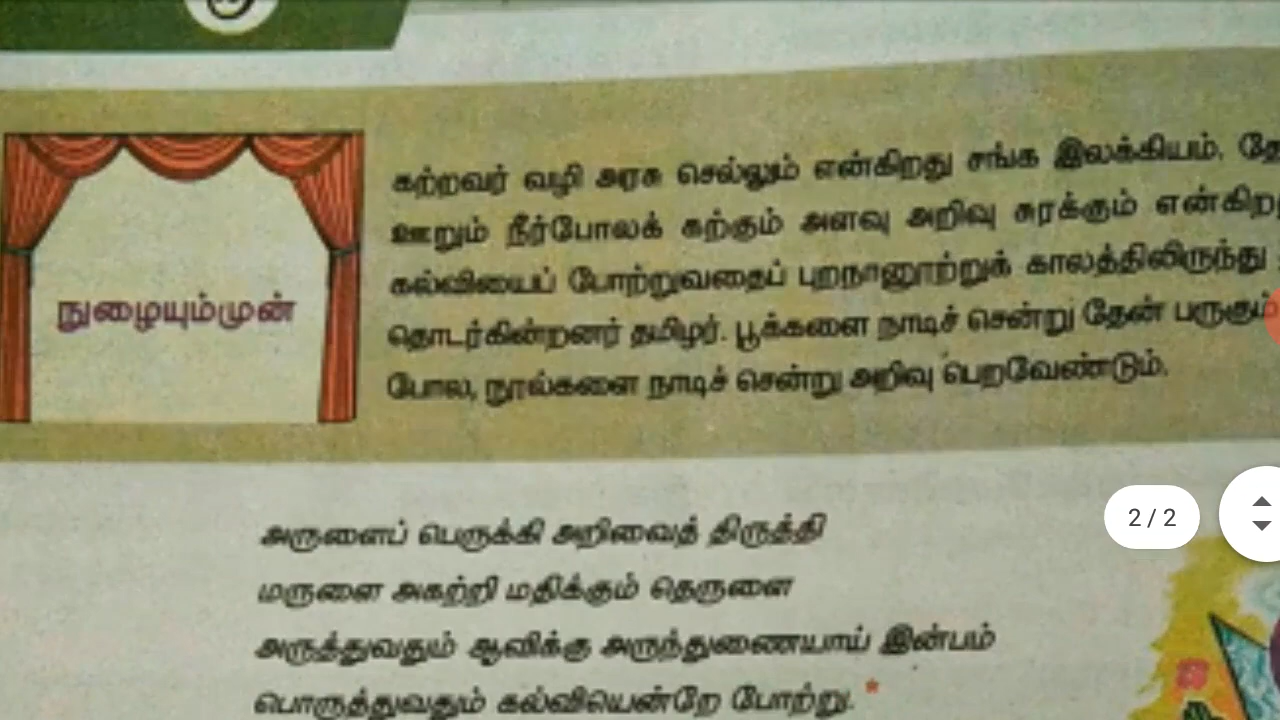 நுழையும்முன்
கற்றவர் வழி அரசு செல்லும் என்கிறது சங்க இலக்கியம்.
ஊறும் நீர்போலக் கற்கும் அளவு அறிவு சுரக்கும்
கல்வியைப் போற்றுவதைப் புறநானூற்றுக் காலத்திலிருந்து
தொடர்கின்றனர் தமிழர். பூக்களை நாடிச் சென்று தேன் பருகும்
போல, நூல்களை நாடிச் சென்று அறிவு பெறவேண்டும்.
2 / 2
அருளைப் பெருக்கி அறிவைத் திருத்தி
மருளை அகற்றி மதிக்கும் தெருளை
அருத்துவதும் ஆவிக்கு அருந்துணையாய் இன்பம்
பொருத்துவதும் கல்வியென்றே போற்று. *